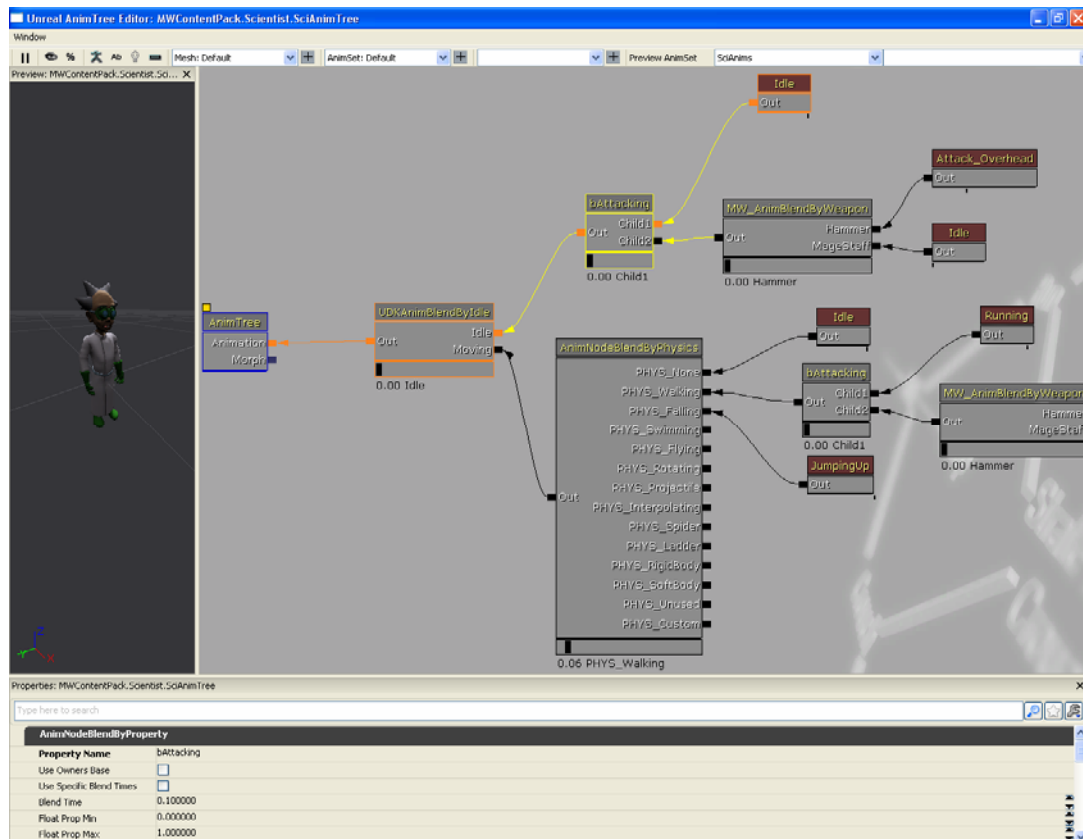 Unreal AnimTree Editor: MWContentPack.Scientist.SciAnimTree
Window
Mesh: Default
AnimSet: Default
Preview AnimSet
SciAnims
Preview: MWContentPack.Scientist.Sci...
Idle
Out
Attack_Overhead
Out
bAttacking
Child1
Out
Child2
0.00 Child1
MW_AnimBlendByWeapon
Hammer
Out
MageStaff
0.00 Hammer
Idle
Out
AnimTree
Animation
Morph
UDKAnimBlendByIdle
Idle
Out
Moving
0.00 Idle
AnimNodeBlendByPhysics
PHYS_None
PHYS_Walking
PHYS_Falling
PHYS_Swimming
PHYS_Flying
PHYS_Rotating
PHYS_Projectile
Out
PHYS_Interpolating
PHYS_Spider
PHYS_Ladder
PHYS_RigidBody
PHYS_SoftBody
PHYS_Unused
PHYS_Custom
0.06 PHYS_Walking
Idle
Out
Running
Out
bAttacking
Child1
Out
Child2
0.00 Child1
MW_AnimBlendByWeapon
Hamme
Out
MageStaf
0.00 Hammer
JumpingUp
Out
Z
Y
X
Properties: MWContentPack.Scientist.SciAnimTree
Type here to search
AnimNodeBlendByProperty
Property Name bAttacking
Use Owners Base
Use Specific Blend Times
Blend Time 0.100000
Float Prop Min 0.000000
Float Prop Max 1.000000